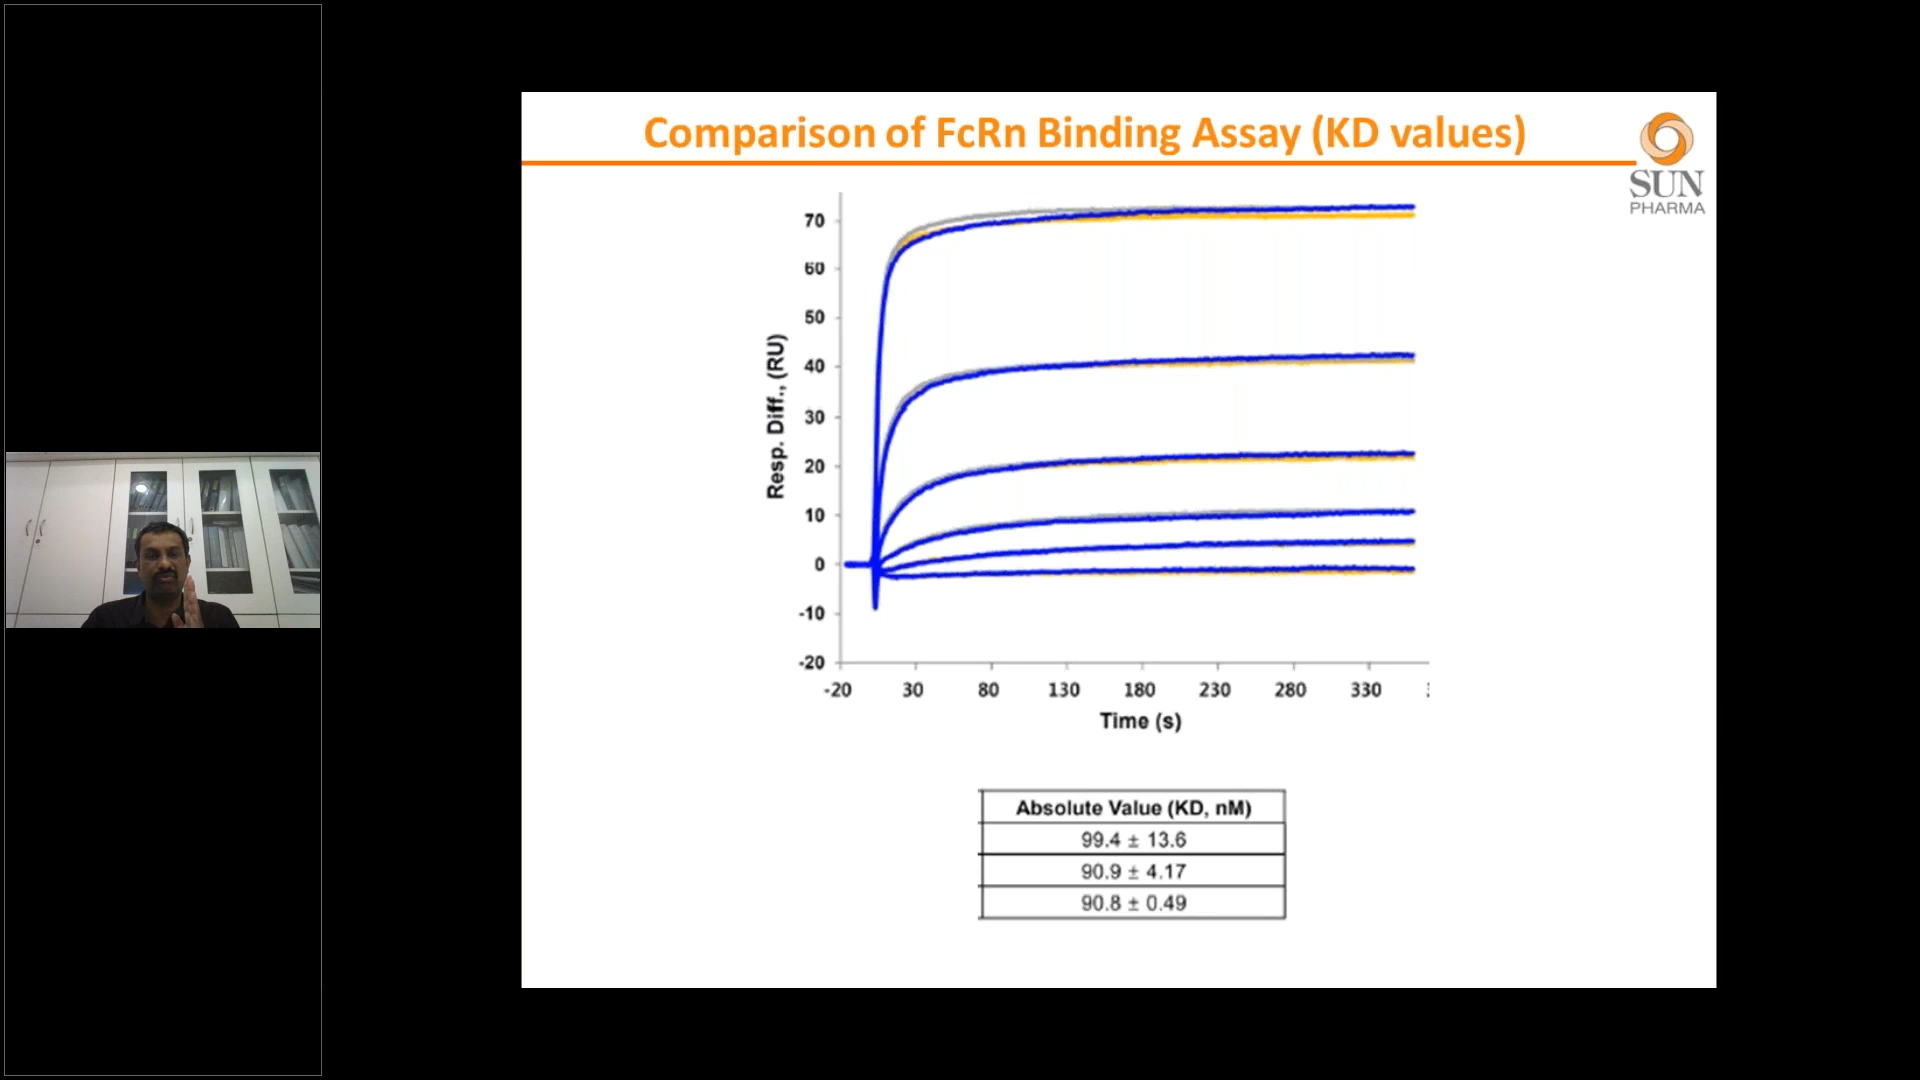 Comparison of FcRn Binding Assay (KD values)
SUN
PHARMA
70
60
50
40
30
20
10
0
-10
-20
Resp. Diff., (RU)
-20 30 80 130 180 230 280 330
Time (s)
Absolute Value (KD, nM)
99.4 ± 13.6
90.9 ± 4.17
90.8 ± 0.49